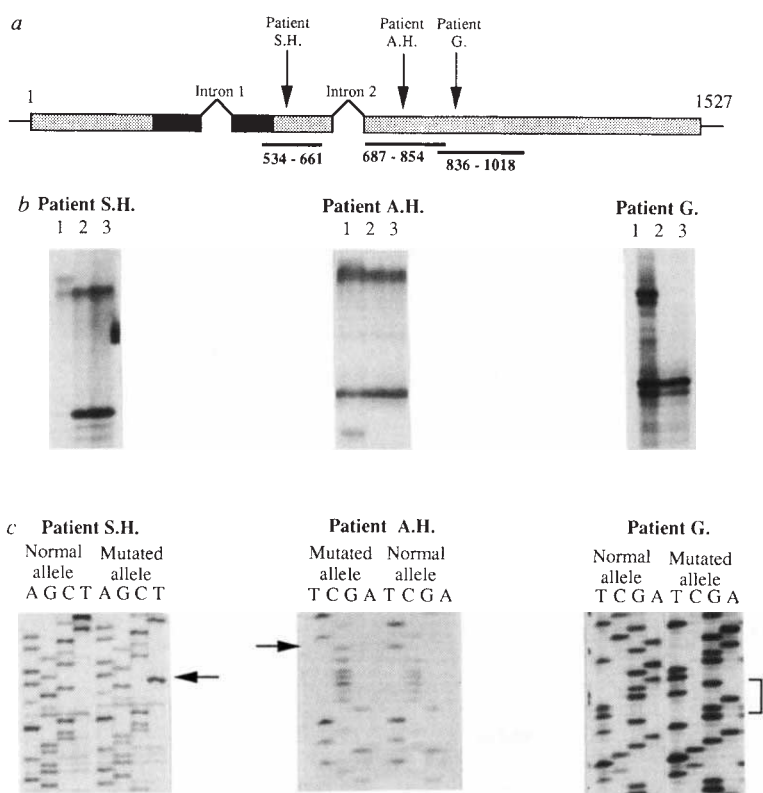 a
Patient S.H.
Patient A.H.
Patient G.
1
Intron 1
Intron 2
1527
534 - 661
687 - 854
836 - 1018
b Patient S.H.
1 2 3
Patient A.H.
1 2 3
Patient G.
1 2 3
c Patient S.H.
Normal allele
Mutated allele
A G C T A G C T
Patient A.H.
Mutated allele
Normal allele
T C G A T C G A
Patient G.
Normal allele
Mutated allele
T C G A T C G A